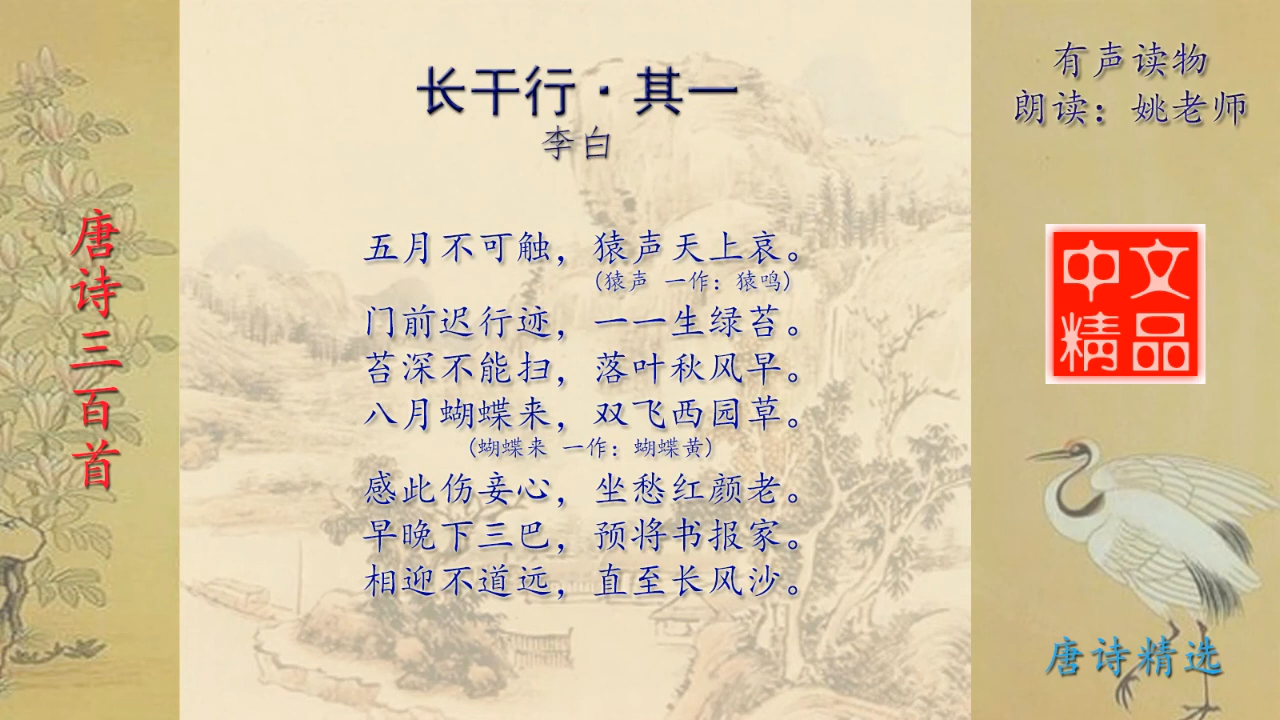 长干行·其一
李白
五月不可触，猿声天上哀。
(猿声 一作：猿鸣)
门前迟行迹，一一生绿苔。
苔深不能扫，落叶秋风早。
八月蝴蝶来，双飞西园草。
(蝴蝶来 一作：蝴蝶黄)
感此伤妾心，坐愁红颜老。
早晚下三巴，预将书报家。
相迎不道远，直至长风沙。
唐诗三百首
有声读物
朗读：姚老师
中文
精品
唐诗精选